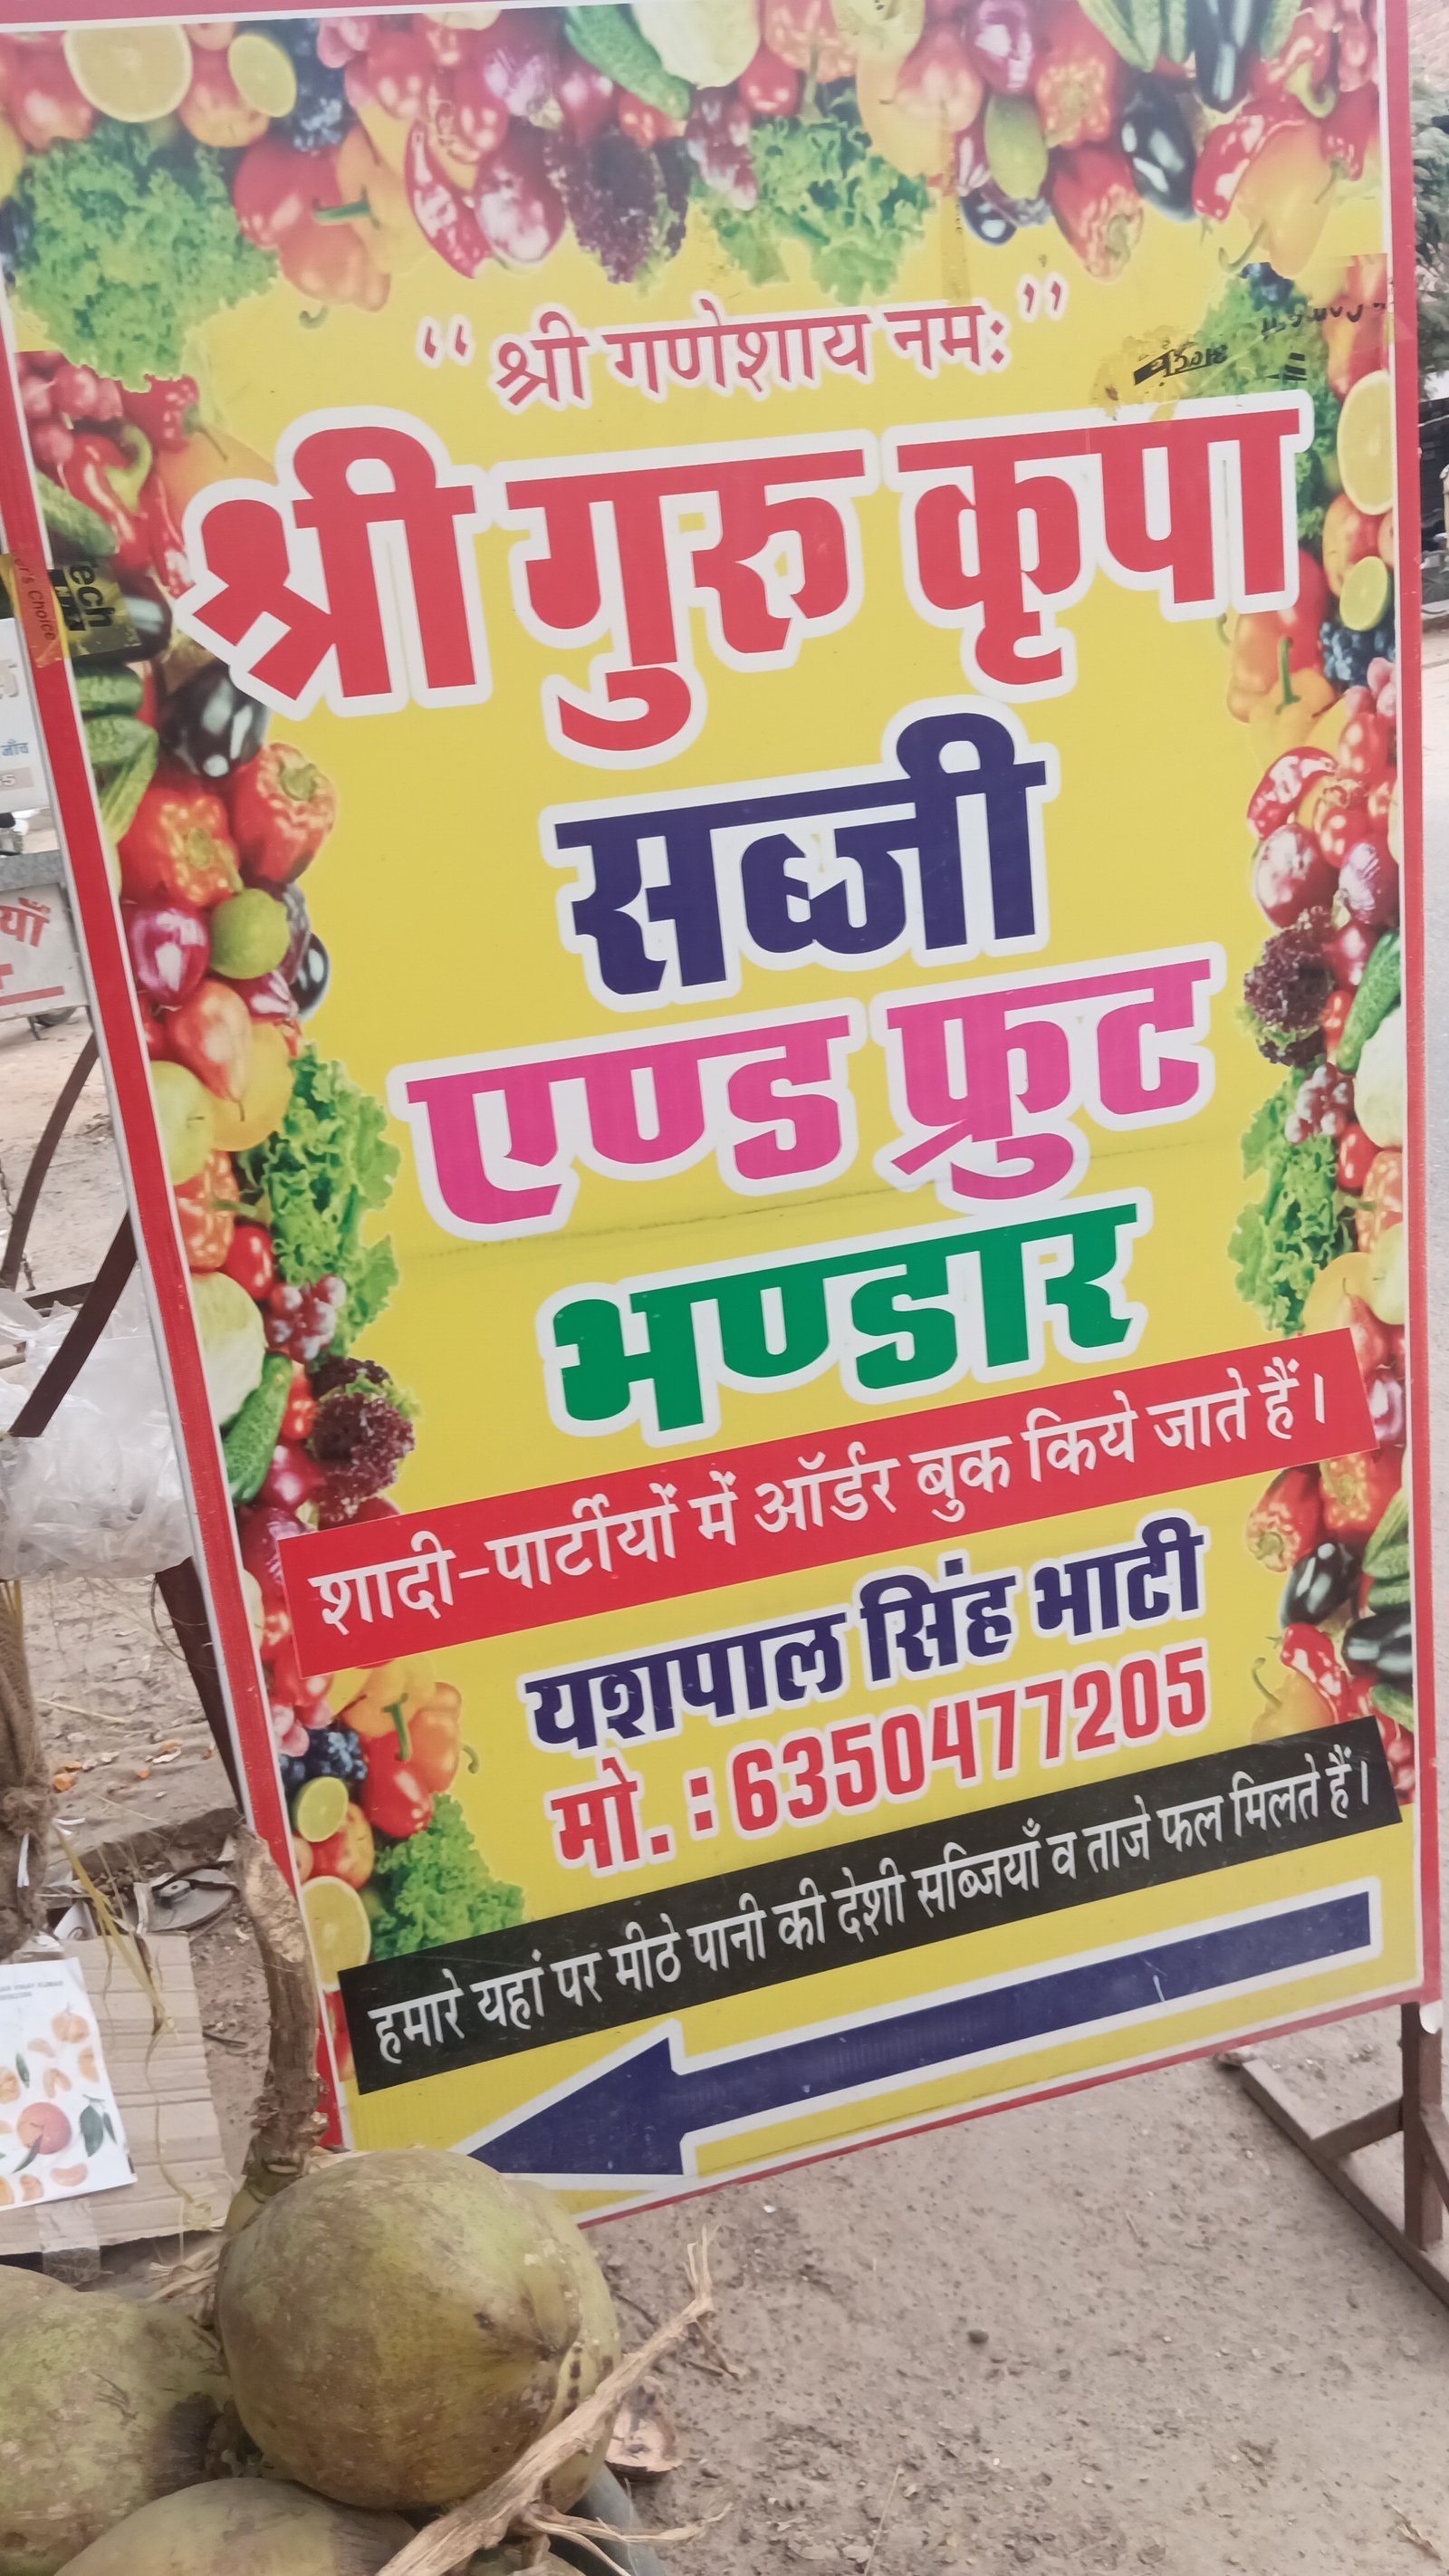 “ श्री गणेशाय नमः ”
श्री गुरु कृपा
सब्जी
एण्ड फ्रुट
भण्डार
शादी-पार्टीयों में ऑर्डर बुक किये जाते हैं।
यशपाल सिंह भाटी
मो. : 6350477205
हमारे यहां पर मीठे पानी की देशी सब्जियाँ व ताजे फल मिलते हैं।